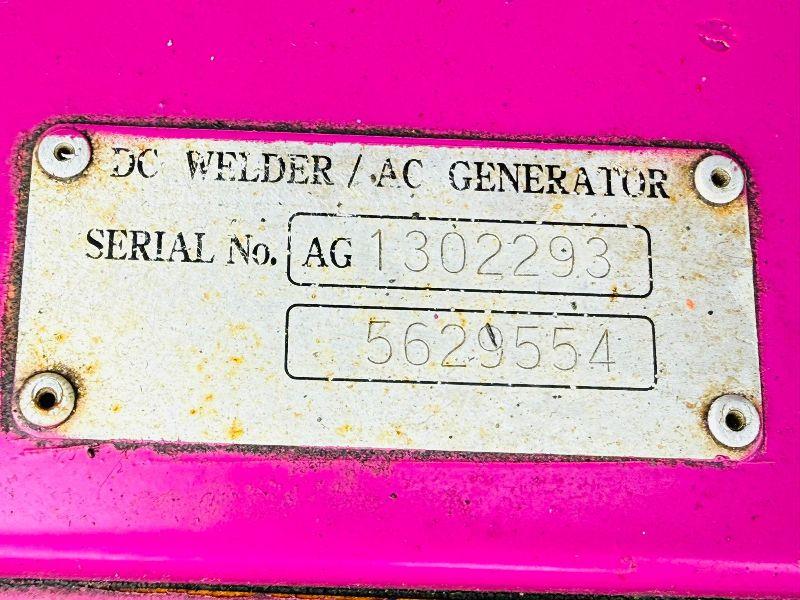 DC WELDER / AC GENERATOR
SERIAL No. AG 1302293
5629554